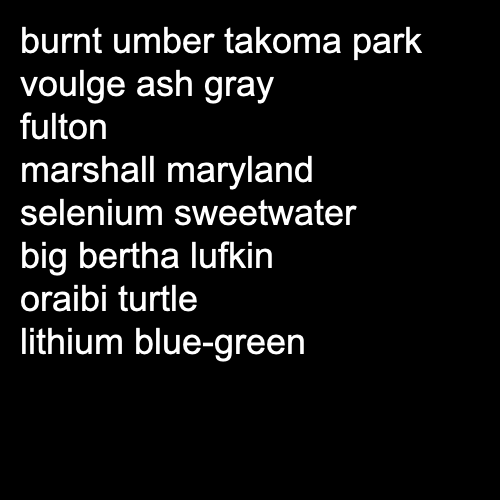 burnt umber takoma park
voulge ash gray
fulton
marshall maryland
selenium sweetwater
big bertha lufkin
oraibi turtle
lithium blue-green